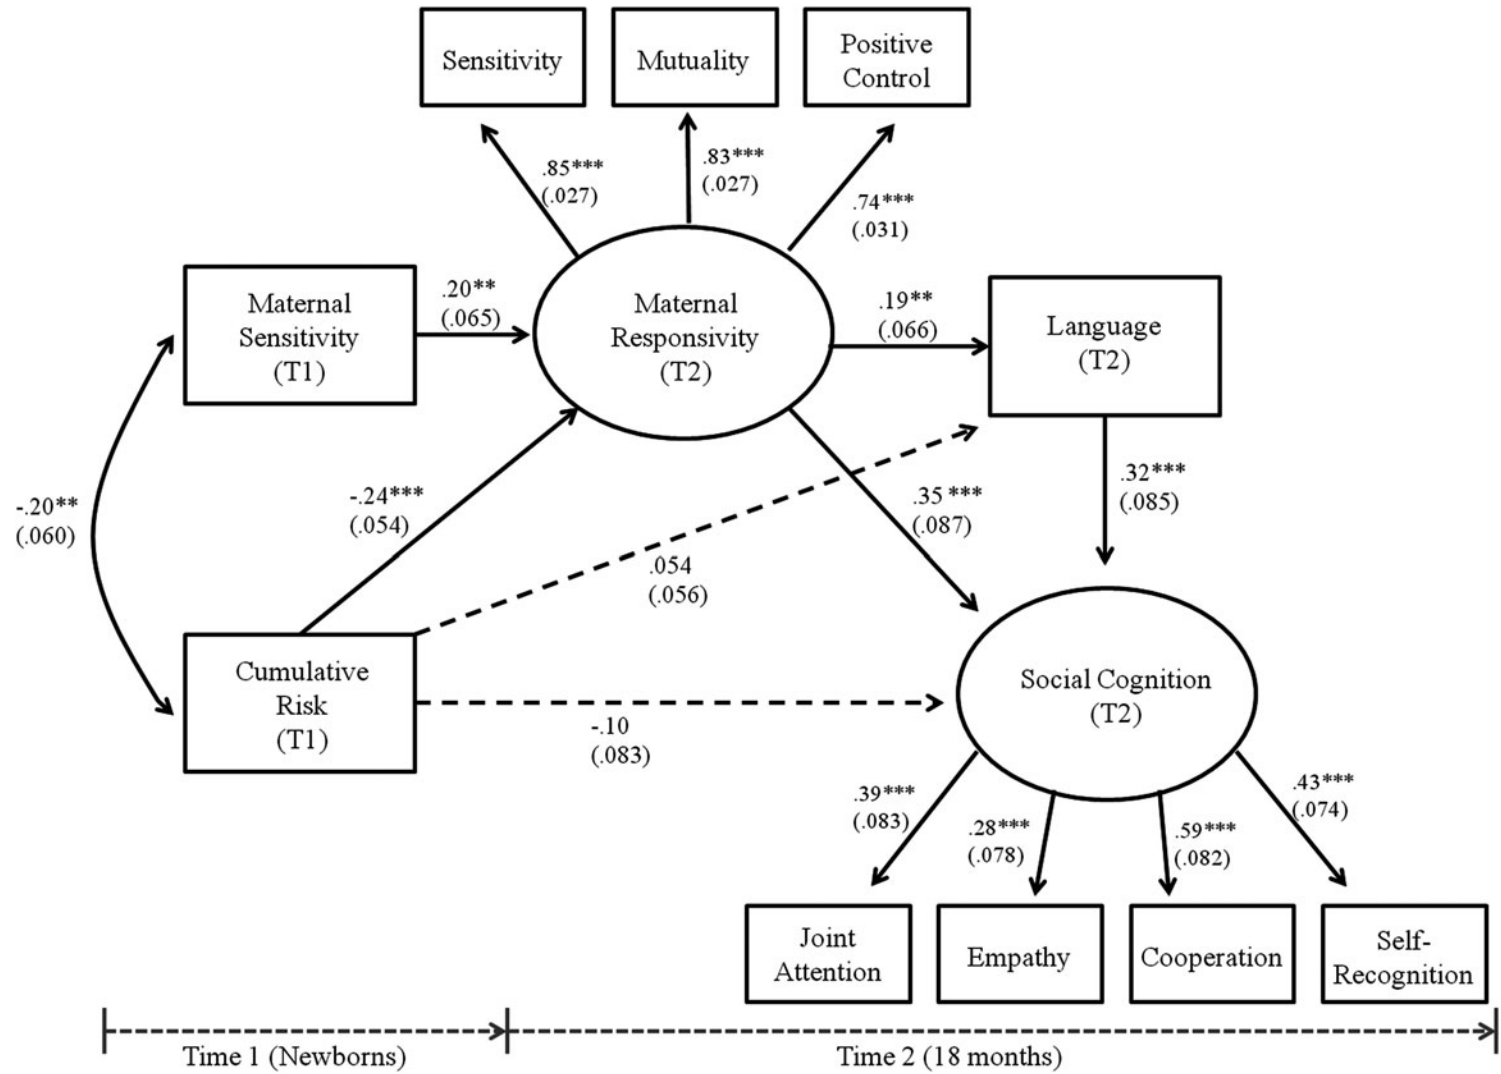 Sensitivity
Mutuality
Positive
Control
.85***
(.027)
.83***
(.027)
.74***
(.031)
Maternal
Sensitivity
(T1)
.20**
(.065)
Maternal
Responsivity
(T2)
.19**
(.066)
Language
(T2)
-.20**
(.060)
-.24***
(.054)
.35***
(.087)
.32***
(.085)
.054
(.056)
Cumulative
Risk
(T1)
-.10
(.083)
Social Cognition
(T2)
.39***
(.083)
.28***
(.078)
.59***
(.082)
.43***
(.074)
Joint
Attention
Empathy
Cooperation
Self-
Recognition
Time 1 (Newborns)
Time 2 (18 months)